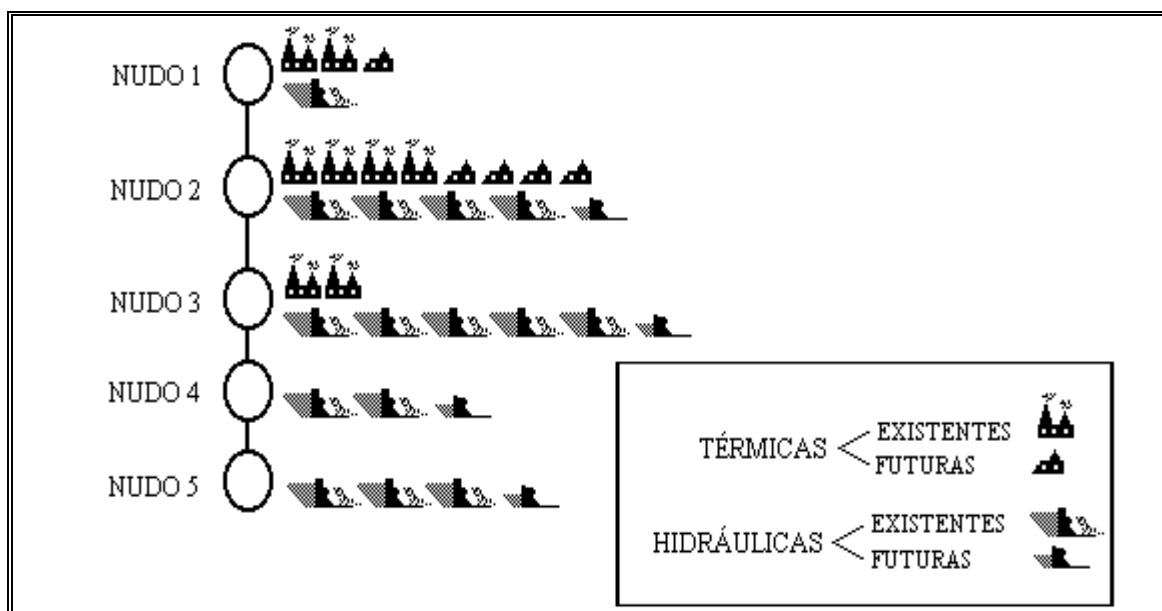 NUDO 1
NUDO 2
NUDO 3
NUDO 4
NUDO 5
TÉRMICAS
EXISTENTES
FUTURAS
HIDRÁULICAS
EXISTENTES
FUTURAS